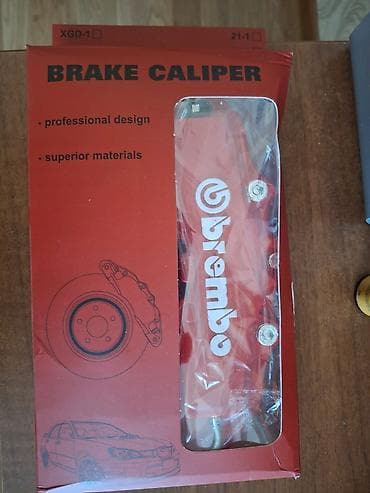 XGD-1
21-1
BRAKE CALIPER
· professional design
· superior materials
brembo